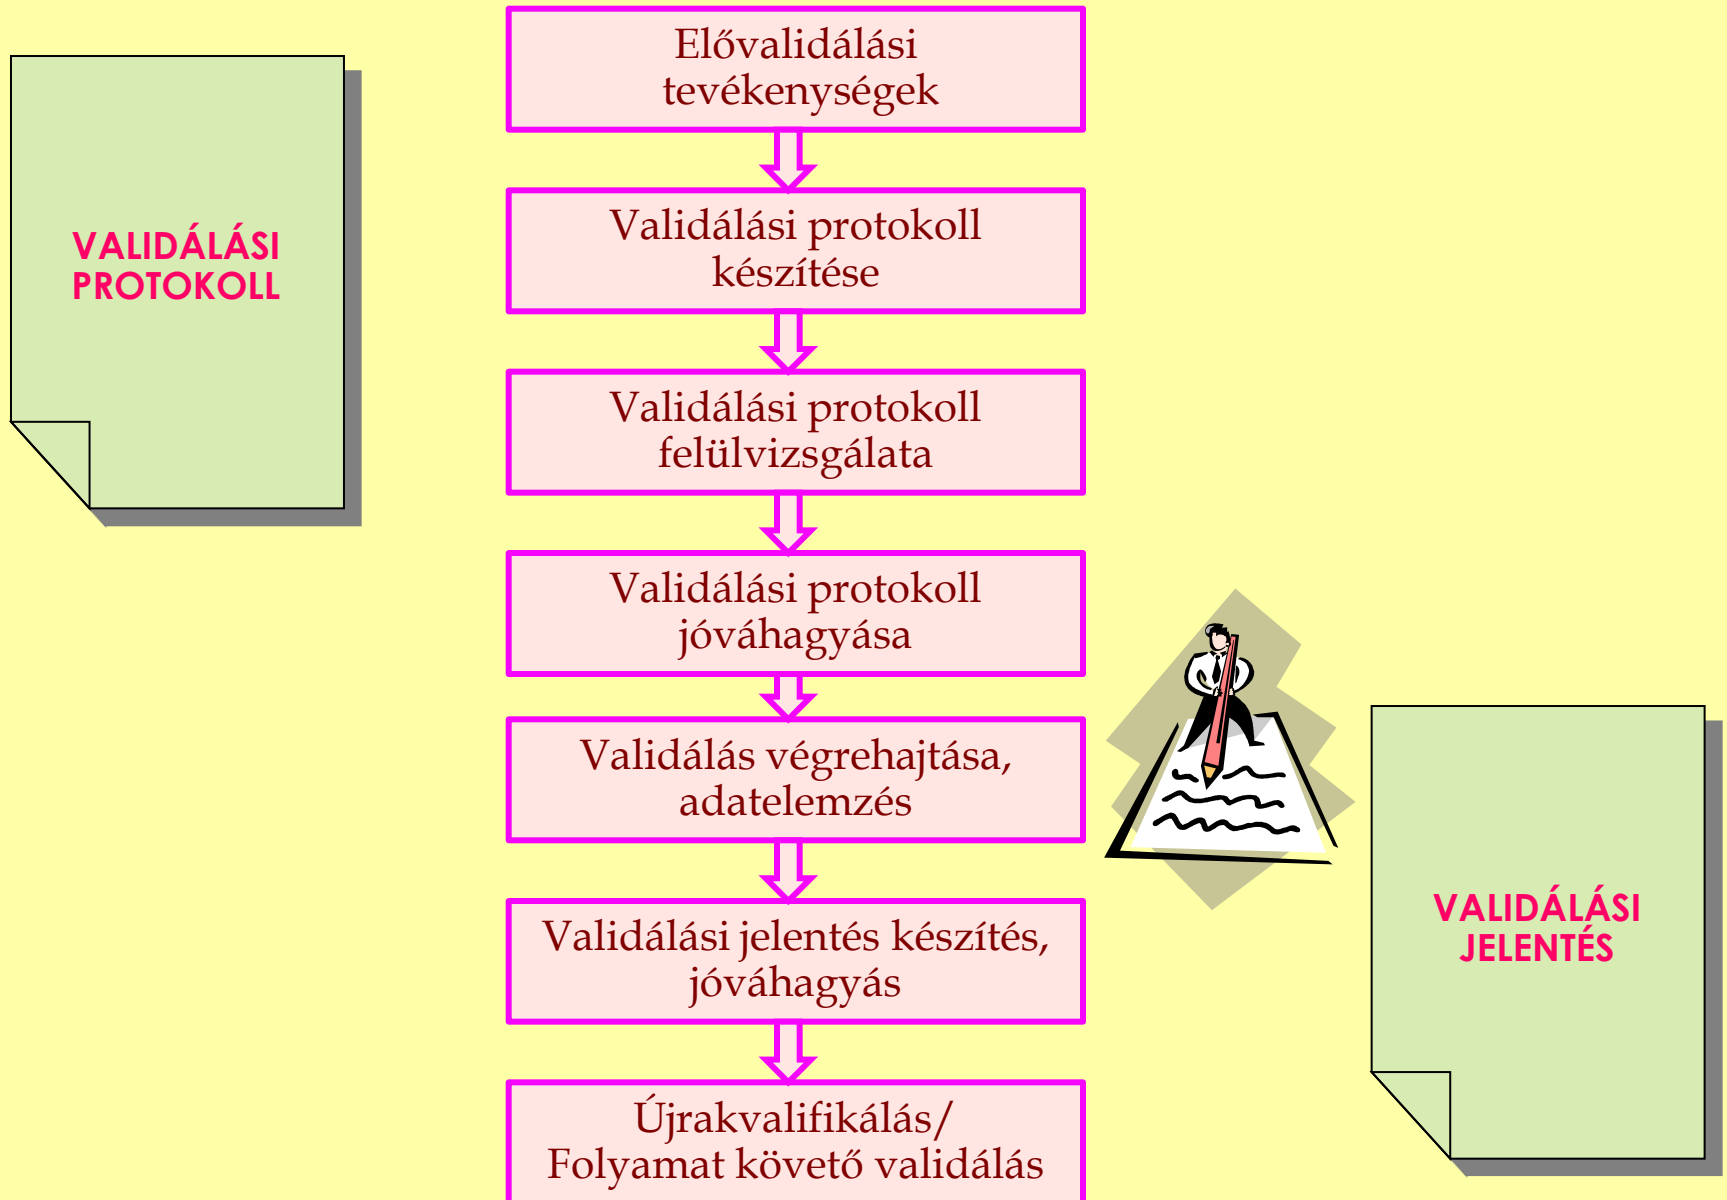 Elővalidálási
tevékenységek
VALIDÁLÁSI
PROTOKOLL
Validálási protokoll
készítése
Validálási protokoll
felülvizsgálata
Validálási protokoll
jóváhagyása
Validálás végrehajtása,
adatelemzés
Validálási jelentés készítés,
jóváhagyás
VALIDÁLÁSI
JELENTÉS
Újrakvalifikálás/
Folyamat követő validálás